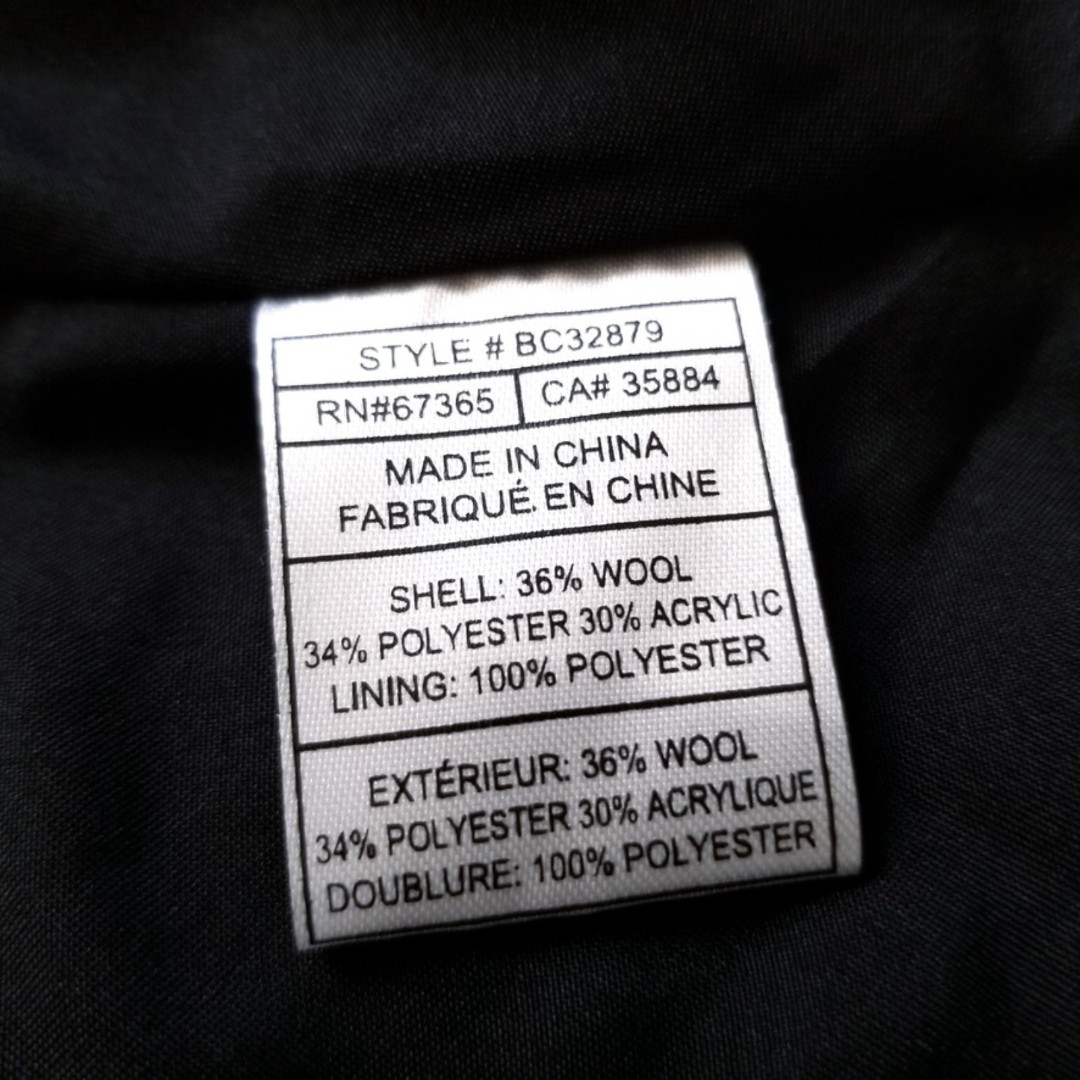 STYLE # BC32879
RN#67365 CA# 35884
MADE IN CHINA
FABRIQUÉ EN CHINE
SHELL: 36% WOOL
34% POLYESTER 30% ACRYLIC
LINING: 100% POLYESTER
EXTÉRIEUR: 36% WOOL
34% POLYESTER 30% ACRYLIQUE
DOUBLURE: 100% POLYESTER